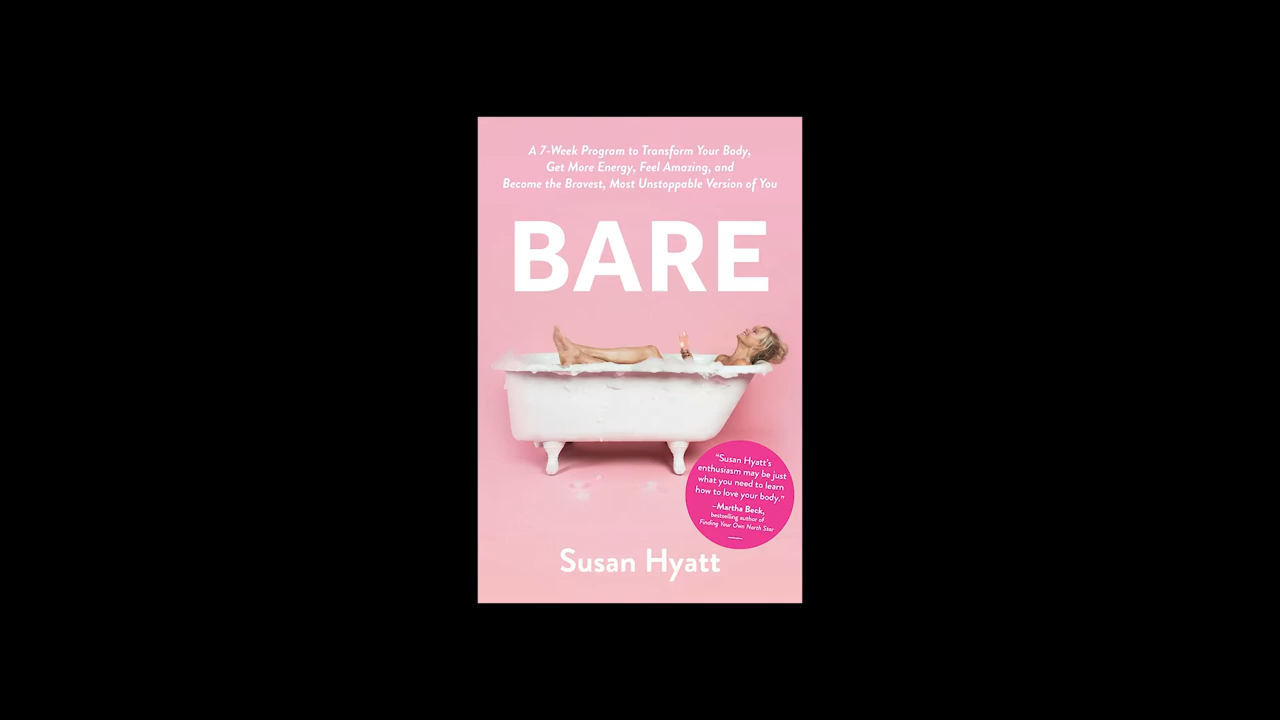 A 7-Week Program to Transform Your Body,
Get More Energy, Feel Amazing, and
Become the Bravest, Most Unstoppable Version of You
BARE
"Susan Hyatt's
enthusiasm may be just
what you need to learn
how to love your body."
–Martha Beck,
bestselling author of
Finding Your Own North Star
Susan Hyatt